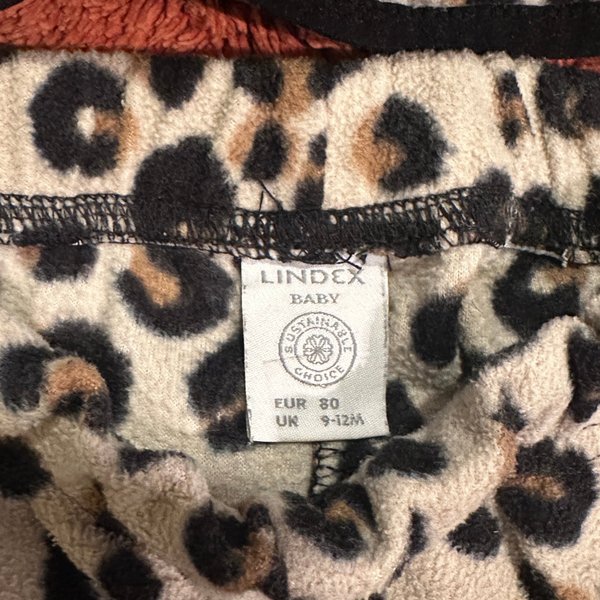 LINDEX
BABY
SUSTAINABLE
CHOICE
EUR 80
UK 9-12M